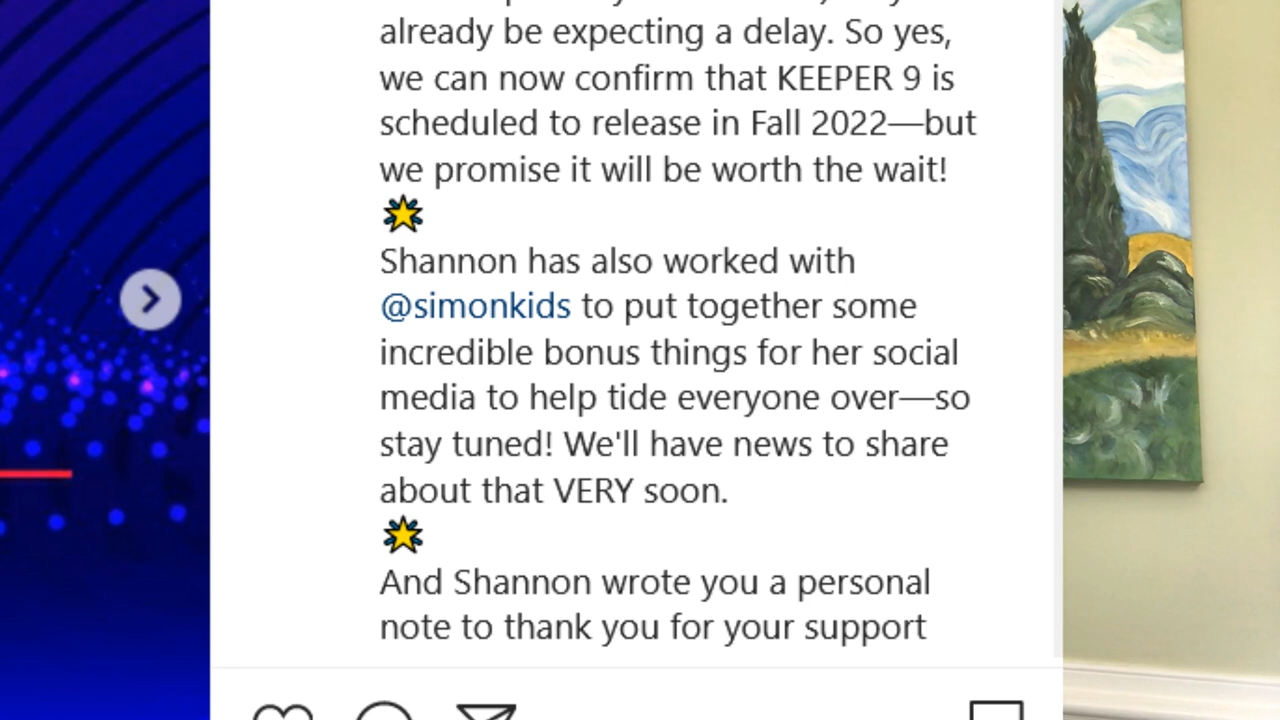 already be expecting a delay. So yes,
we can now confirm that KEEPER 9 is
scheduled to release in Fall 2022—but
we promise it will be worth the wait!
🌟
Shannon has also worked with
@simonkids to put together some
incredible bonus things for her social
media to help tide everyone over—so
stay tuned! We'll have news to share
about that VERY soon.
🌟
And Shannon wrote you a personal
note to thank you for your support